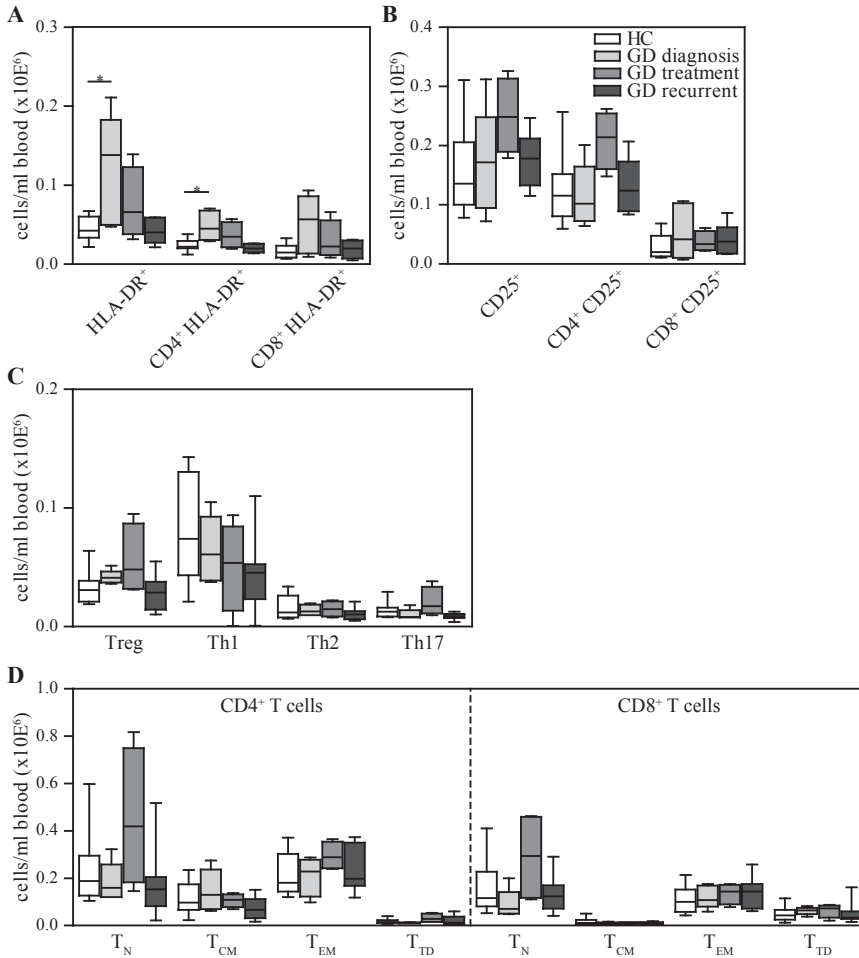 A
cells/ml blood (x10E⁶)
0.3
0.2
0.1
0.0
*
*
HLA-DR⁺
CD4⁺ HLA-DR⁺
CD8⁺ HLA-DR⁺
B
cells/ml blood (x10E⁶)
0.4
0.3
0.2
0.1
0.0
HC
GD diagnosis
GD treatment
GD recurrent
CD25⁺
CD4⁺ CD25⁺
CD8⁺ CD25⁺
C
cells/ml blood (x10E⁶)
0.2
0.1
0.0
Treg Th1 Th2 Th17
D
cells/ml blood (x10E⁶)
1.0
0.8
0.6
0.4
0.2
0.0
CD4⁺ T cells CD8⁺ T cells
T_N T_CM T_EM T_TD T_N T_CM T_EM T_TD